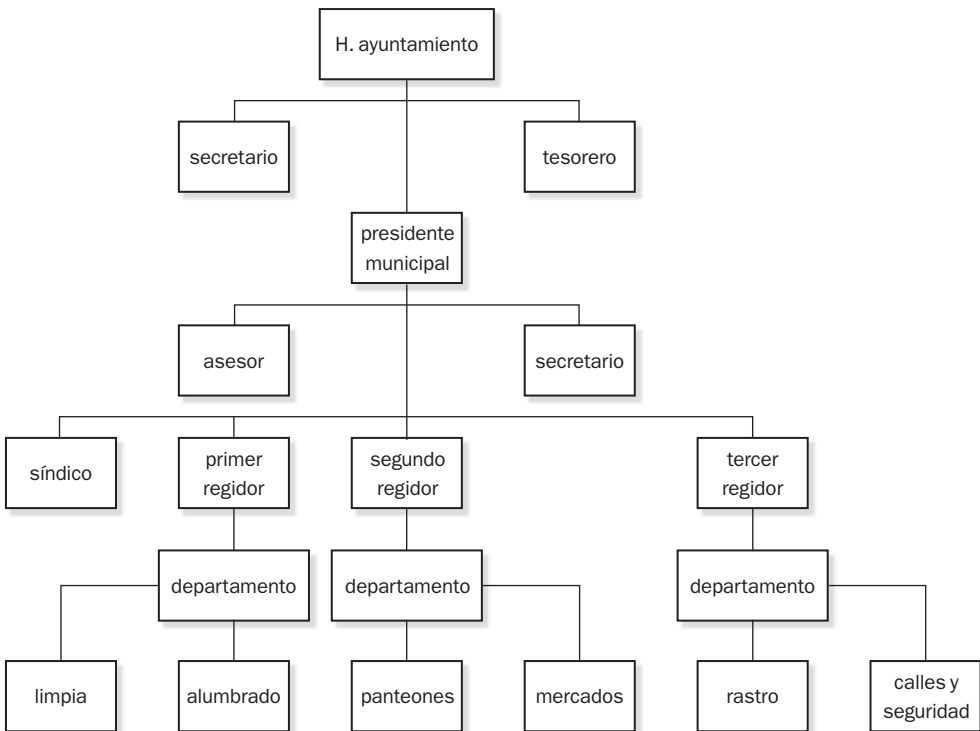 H. ayuntamiento
secretario
tesorero
presidente
municipal
asesor
secretario
síndico
primer
regidor
segundo
regidor
tercer
regidor
departamento
departamento
departamento
limpia
alumbrado
panteones
mercados
rastro
calles y
seguridad